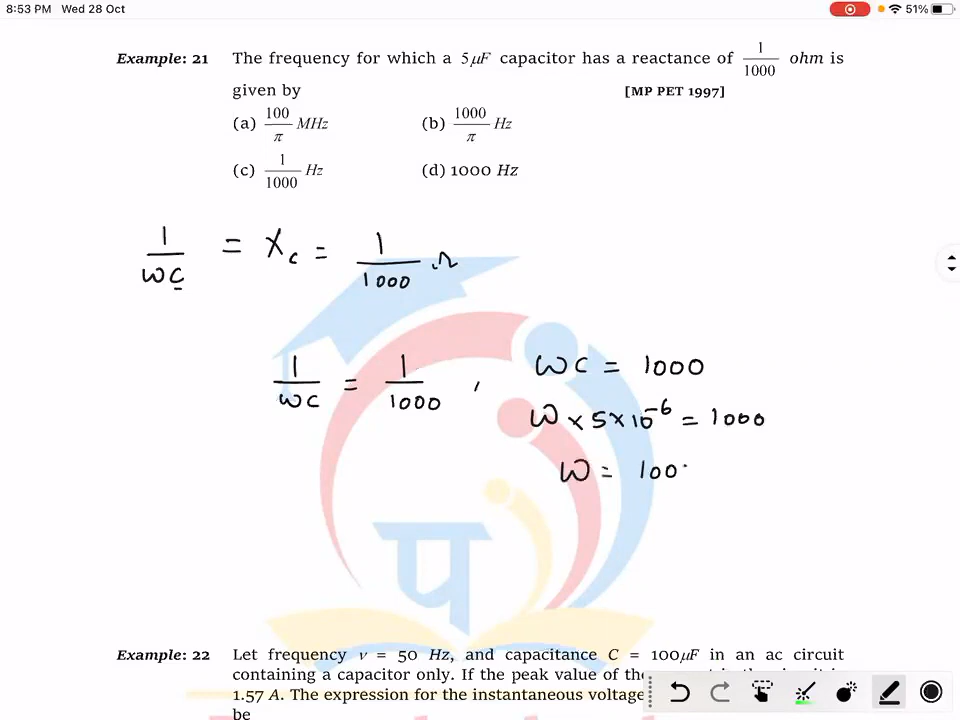 8:53 PM Wed 28 Oct 51%
Example: 21 The frequency for which a 5μF capacitor has a reactance of 1/1000 ohm is
given by [MP PET 1997]
(a) 100/π MHz (b) 1000/π Hz
(c) 1/1000 Hz (d) 1000 Hz
1/ωC = Xc = 1/1000 Ω
1/ωC = 1/1000 , ωC = 1000
ω × 5 × 10⁻⁶ = 1000
ω = 100
प
Example: 22 Let frequency ν = 50 Hz, and capacitance C = 100μF in an ac circuit
containing a capacitor only. If the peak value of the
1.57 A. The expression for the instantaneous voltage
be